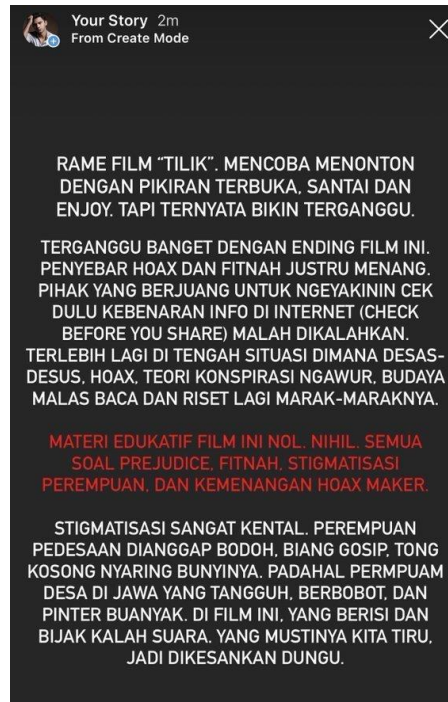 Your Story 2m
From Create Mode
RAME FILM “TILIK”. MENCOBA MENONTON
DENGAN PIKIRAN TERBUKA, SANTAI DAN
ENJOY. TAPI TERNYATA BIKIN TERGANGGU.
TERGANGGU BANGET DENGAN ENDING FILM INI.
PENYEBAR HOAX DAN FITNAH JUSTRU MENANG.
PIHAK YANG BERJUANG UNTUK NGEYAKININ CEK
DULU KEBENARAN INFO DI INTERNET (CHECK
BEFORE YOU SHARE) MALAH DIKALAHKAN.
TERLEBIH LAGI DI TENGAH SITUASI DIMANA DESAS-
DESUS, HOAX, TEORI KONSPIRASI NGAWUR, BUDAYA
MALAS BACA DAN RISET LAGI MARAK-MARAKNYA.
MATERI EDUKATIF FILM INI NOL. NIHIL. SEMUA
SOAL PREJUDICE, FITNAH, STIGMATISASI
PEREMPUAN, DAN KEMENANGAN HOAX MAKER.
STIGMATISASI SANGAT KENTAL. PEREMPUAN
PEDESAAN DIANGGAP BODOH, BIANG GOSIP, TONG
KOSONG NYARING BUNYINYA. PADAHAL PERMPUAM
DESA DI JAWA YANG TANGGUH, BERBOBOT, DAN
PINTER BUANYAK. DI FILM INI, YANG BERISI DAN
BIJAK KALAH SUARA. YANG MUSTINYA KITA TIRU,
JADI DIKESANKAN DUNGU.